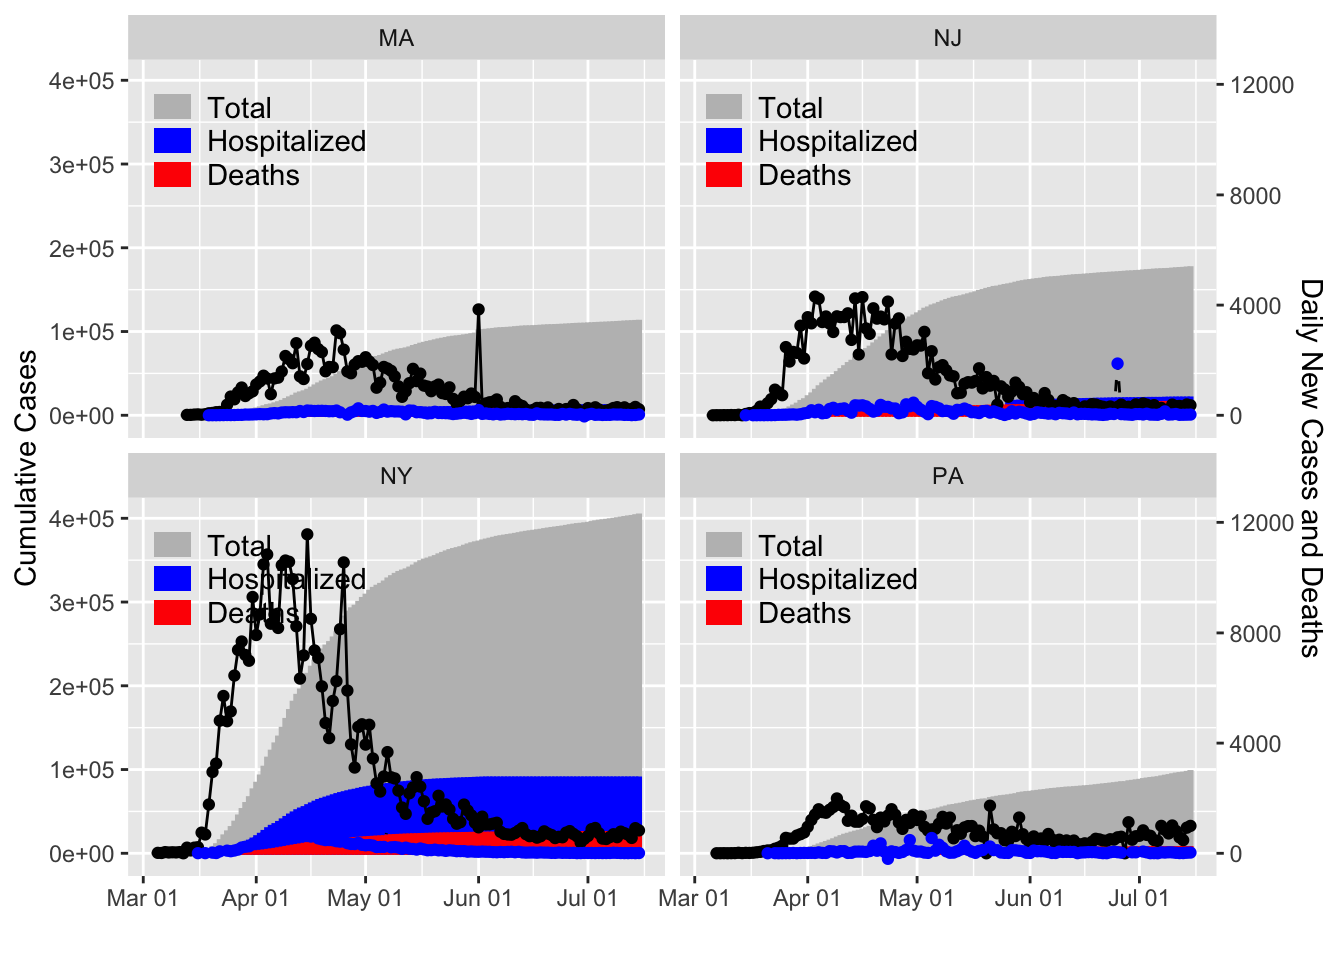 MA
NJ
4e+05
3e+05
2e+05
1e+05
0e+00
Total
Hospitalized
Deaths
Total
Hospitalized
Deaths
12000
8000
4000
0
Cumulative Cases
Daily New Cases and Deaths
NY
PA
4e+05
3e+05
2e+05
1e+05
0e+00
Total
Hospitalized
Deaths
Total
Hospitalized
Deaths
12000
8000
4000
0
Mar 01 Apr 01 May 01 Jun 01 Jul 01
Mar 01 Apr 01 May 01 Jun 01 Jul 01